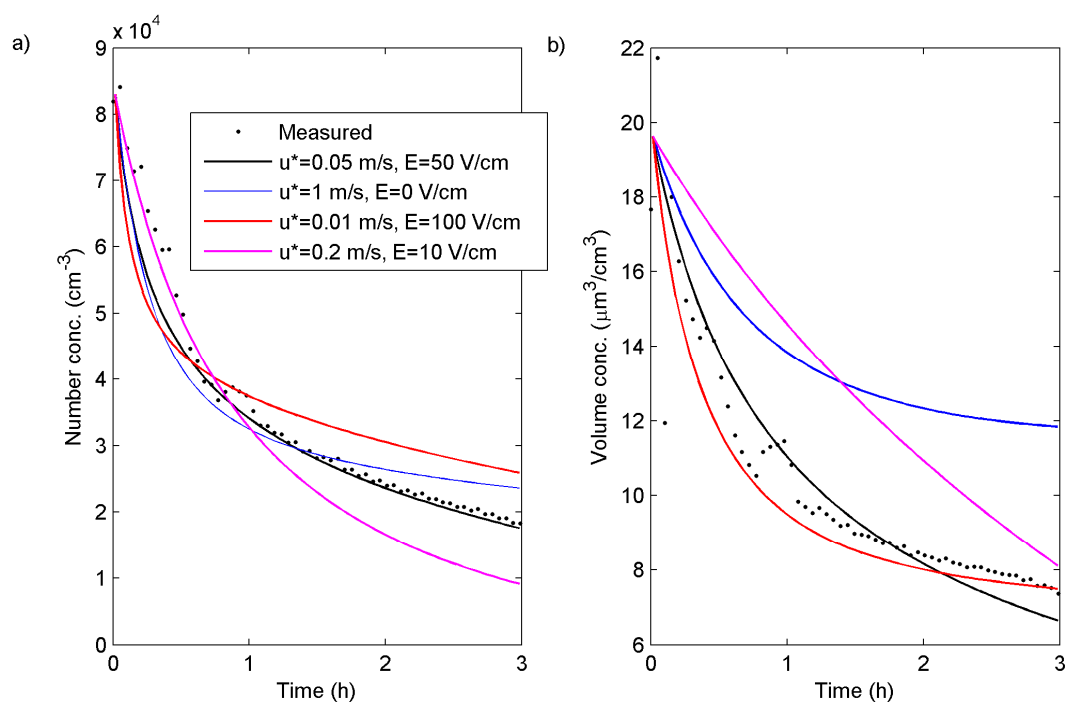 a)
x 10^4
9
8
7
6
5
4
3
2
1
0
Number conc. (cm^-3)
0 1 2 3
Time (h)
Measured
u*=0.05 m/s, E=50 V/cm
u*=1 m/s, E=0 V/cm
u*=0.01 m/s, E=100 V/cm
u*=0.2 m/s, E=10 V/cm
b)
22
20
18
16
14
12
10
8
6
Volume conc. (μm^3/cm^3)
0 1 2 3
Time (h)